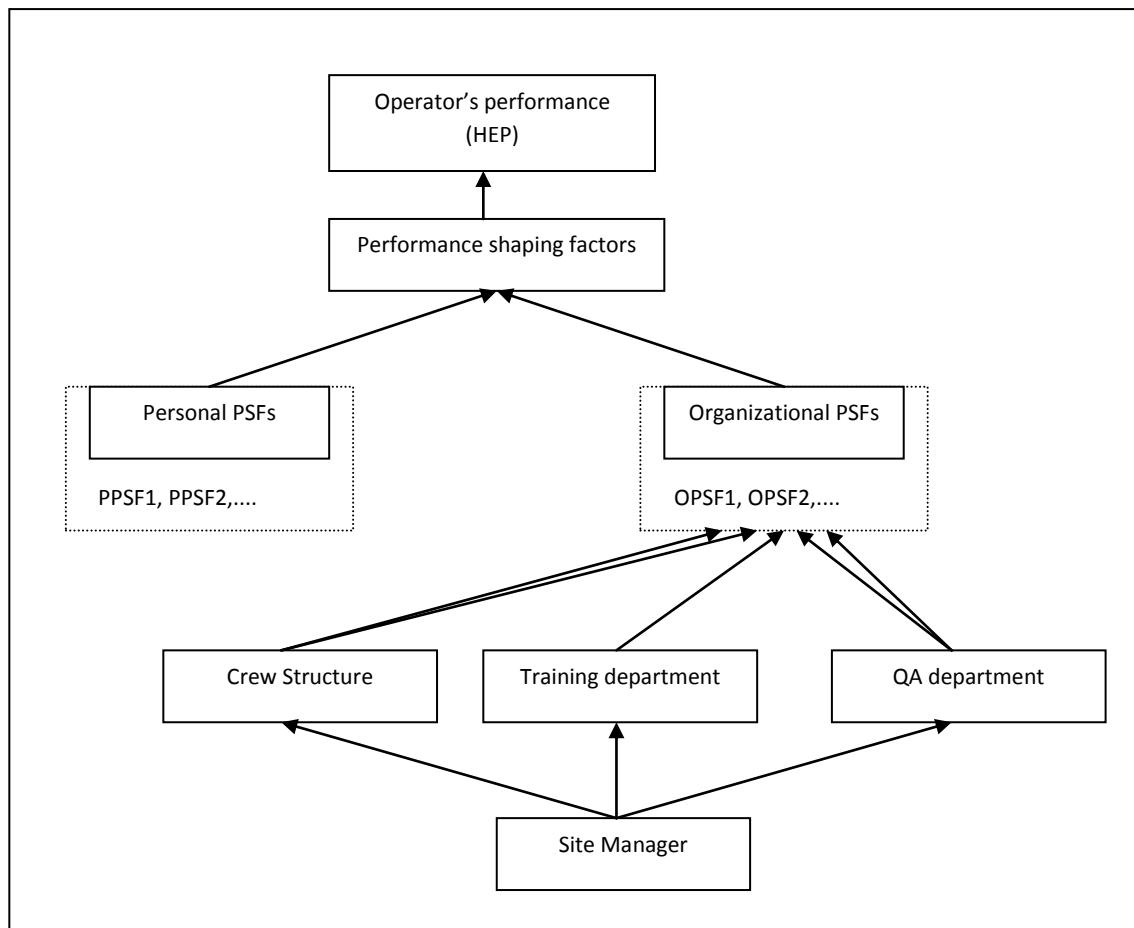 Operator’s performance
(HEP)
Performance shaping factors
Personal PSFs
Organizational PSFs
PPSF1, PPSF2,....
OPSF1, OPSF2,....
Crew Structure
Training department
QA department
Site Manager